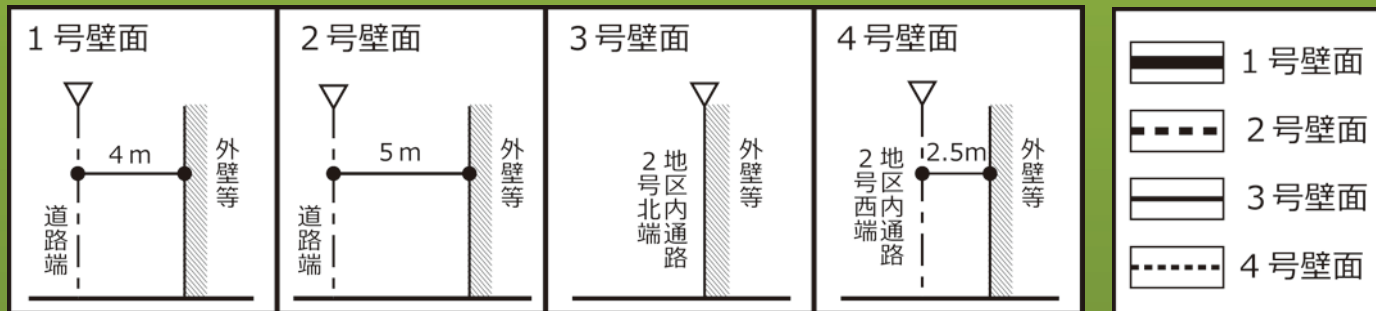 1号壁面
4m
道路端
外壁等
2号壁面
5m
道路端
外壁等
3号壁面
地区内通路
2号北端
外壁等
4号壁面
2.5m
地区内通路
2号西端
外壁等
1号壁面
2号壁面
3号壁面
4号壁面